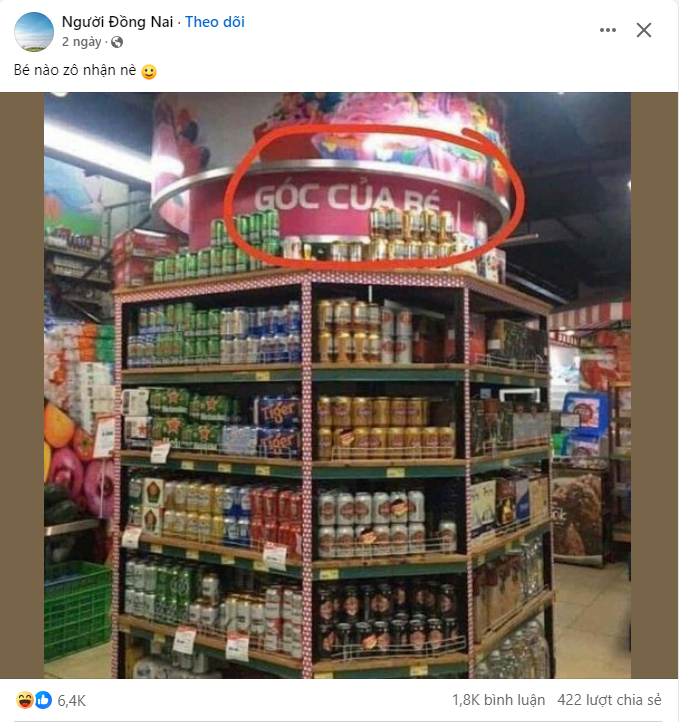 Người Đồng Nai · Theo dõi
2 ngày ·
Bé nào zô nhận nè
GÓC CỦA BÉ
Tiger
Tiger
6,4K
1,8K bình luận 422 lượt chia sẻ